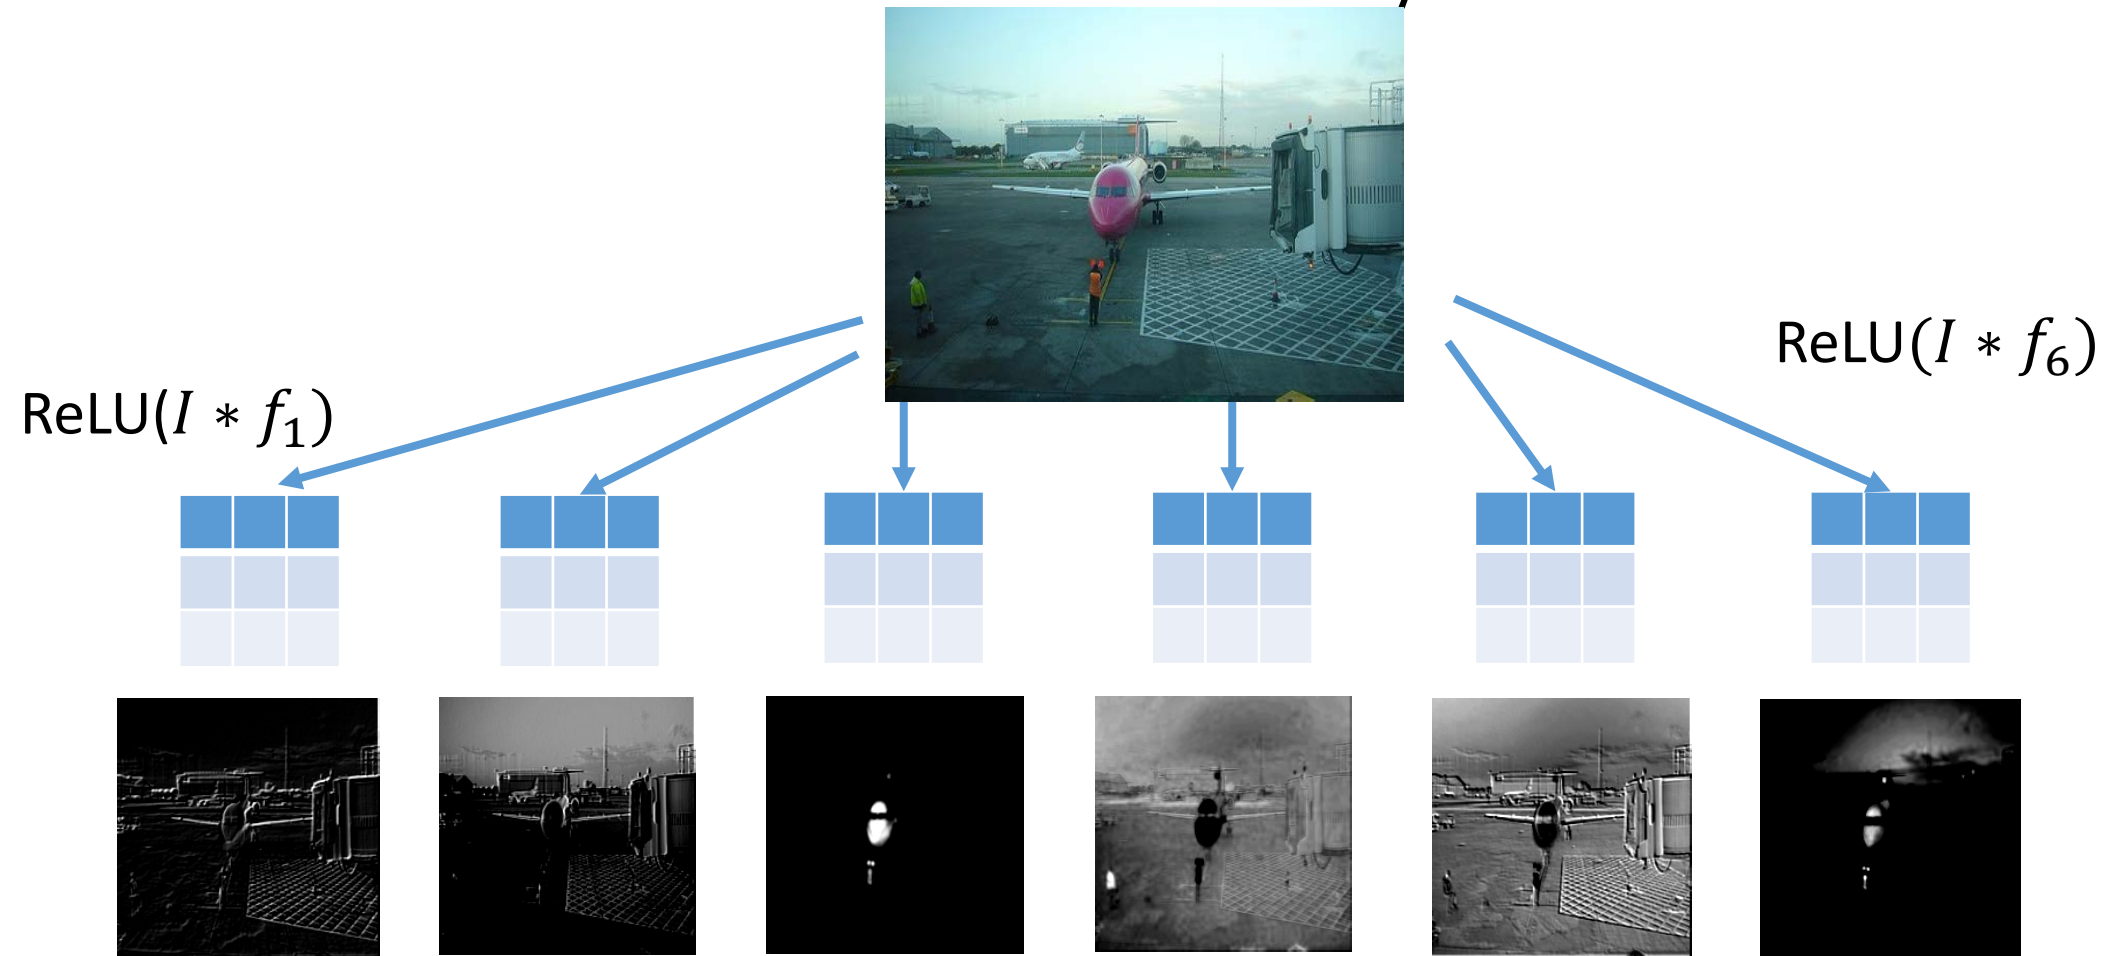 ReLU(I ∗ f₆)
ReLU(I ∗ f₁)